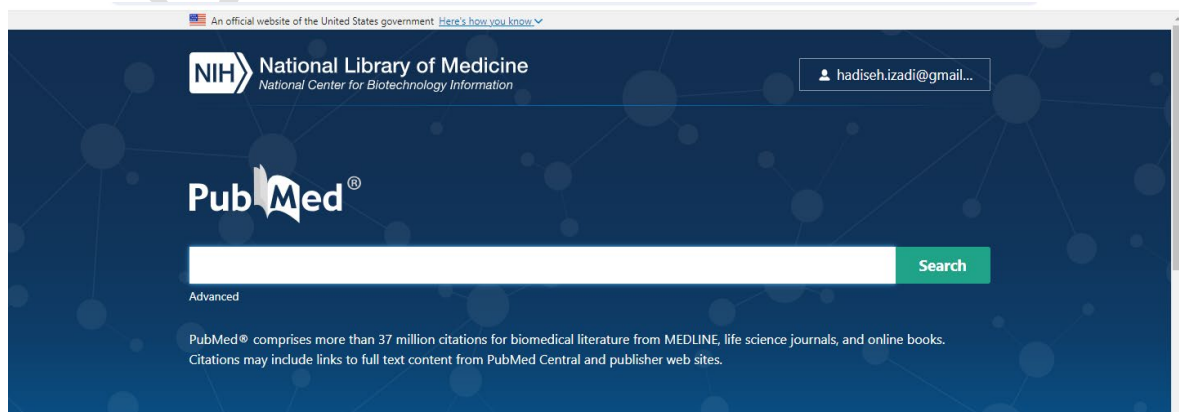 An official website of the United States government Here's how you know
NIH National Library of Medicine
National Center for Biotechnology Information
hadiseh.izadi@gmail...
PubMed®
Search
Advanced
PubMed® comprises more than 37 million citations for biomedical literature from MEDLINE, life science journals, and online books.
Citations may include links to full text content from PubMed Central and publisher web sites.